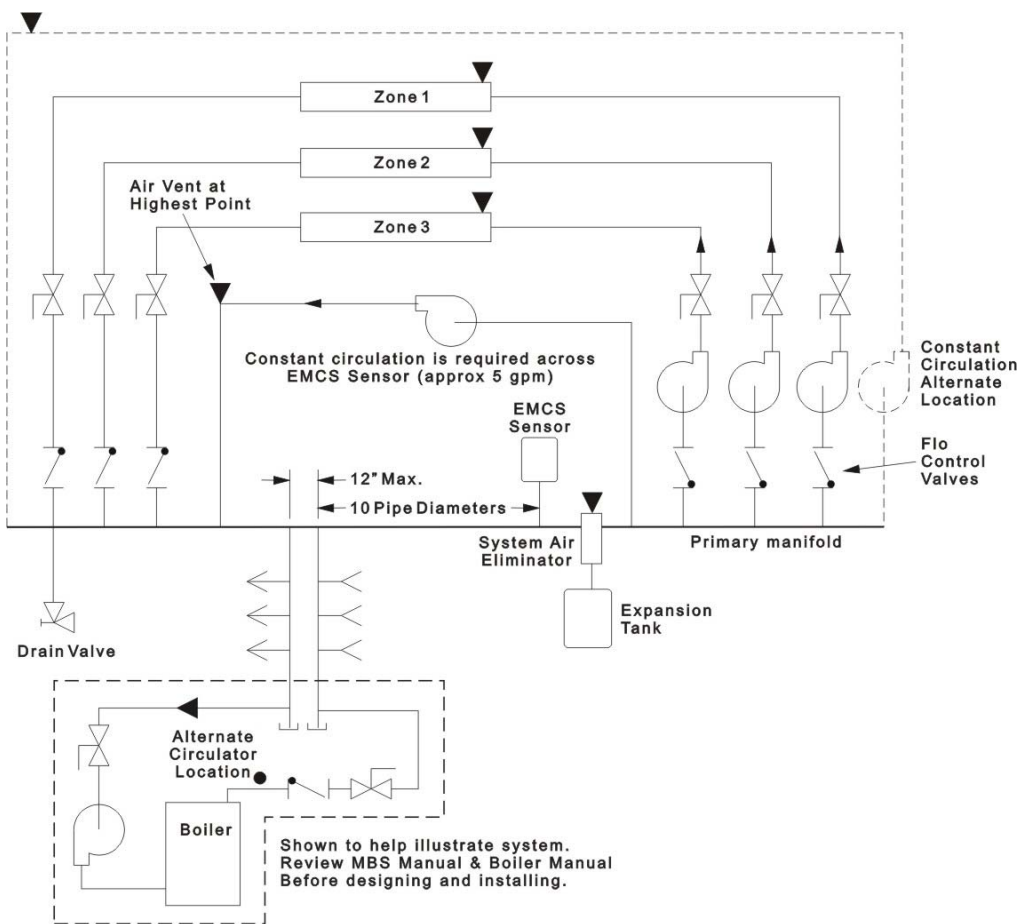 Zone 1
Zone 2
Air Vent at
Highest Point
Zone 3
Constant circulation is required across
EMCS Sensor (approx 5 gpm)
Constant
Circulation
Alternate
Location
EMCS
Sensor
Flo
Control
Valves
12" Max.
10 Pipe Diameters
System Air
Eliminator
Primary manifold
Expansion
Tank
Drain Valve
Alternate
Circulator
Location
Boiler
Shown to help illustrate system.
Review MBS Manual & Boiler Manual
Before designing and installing.